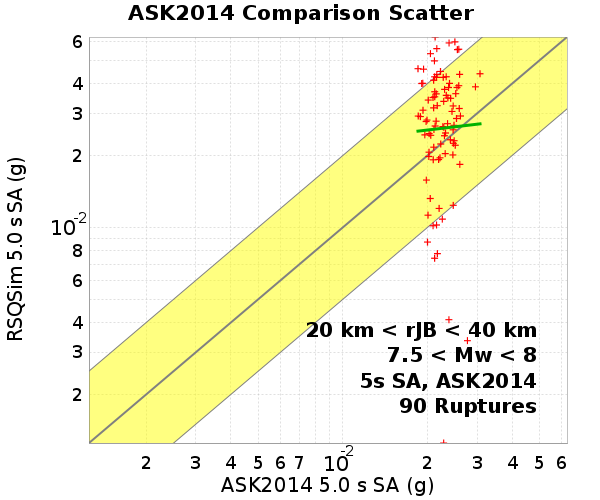 ASK2014 Comparison Scatter
6
4
3
2
10-2
8
6
4
3
2
RSQSim 5.0 s SA (g)
20 km < rJB < 40 km
7.5 < Mw < 8
5s SA, ASK2014
90 Ruptures
2 3 4 5 6 7 10-2 2 3 4 5 6
ASK2014 5.0 s SA (g)